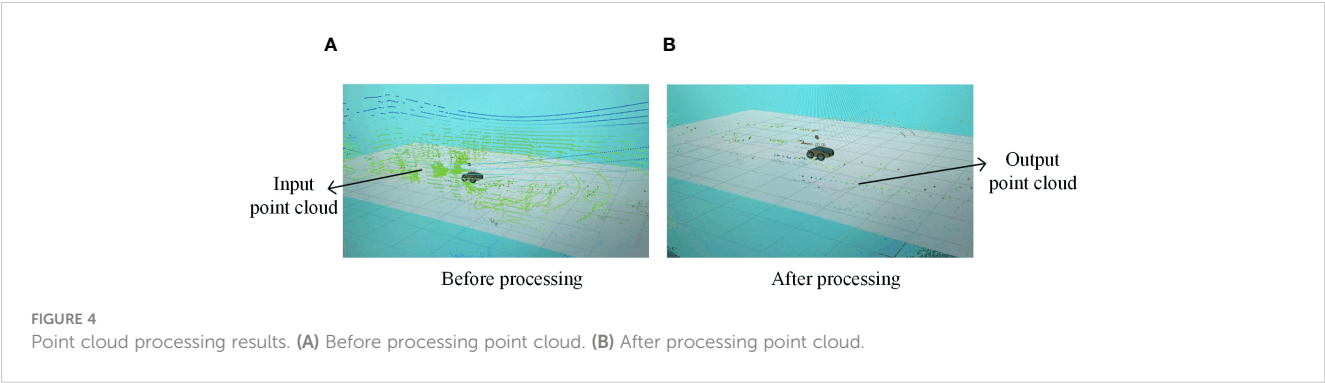 A
B
Input
point cloud
Output
point cloud
Before processing
After processing
FIGURE 4
Point cloud processing results. (A) Before processing point cloud. (B) After processing point cloud.